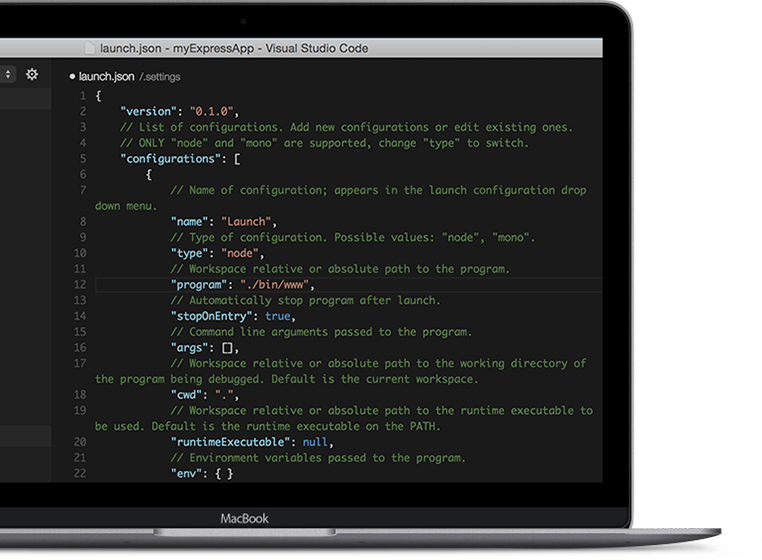 launch.json - myExpressApp - Visual Studio Code
launch.json /.settings
1 {
2 "version": "0.1.0",
3 // List of configurations. Add new configurations or edit existing ones.
4 // ONLY "node" and "mono" are supported, change "type" to switch.
5 "configurations": [
6 {
7 // Name of configuration; appears in the launch configuration drop
down menu.
8 "name": "Launch",
9 // Type of configuration. Possible values: "node", "mono".
10 "type": "node",
11 // Workspace relative or absolute path to the program.
12 "program": "./bin/www",
13 // Automatically stop program after launch.
14 "stopOnEntry": true,
15 // Command line arguments passed to the program.
16 "args": [],
17 // Workspace relative or absolute path to the working directory of
the program being debugged. Default is the current workspace.
18 "cwd": ".",
19 // Workspace relative or absolute path to the runtime executable to
be used. Default is the runtime executable on the PATH.
20 "runtimeExecutable": null,
21 // Environment variables passed to the program.
22 "env": { }
MacBook